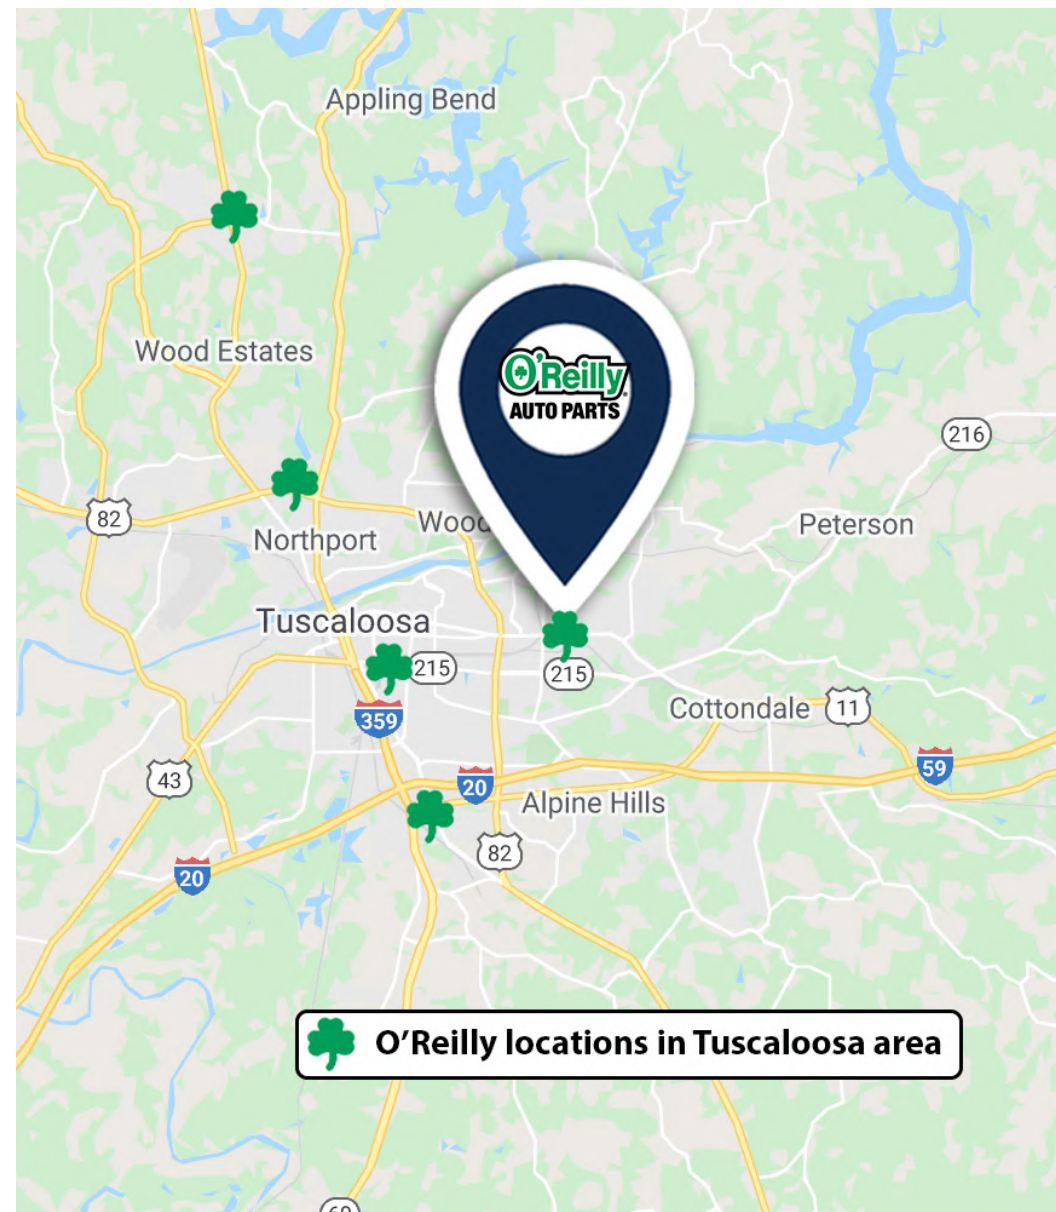 Appling Bend
Wood Estates
O'Reilly
AUTO PARTS
216
82
Northport
Wood
Peterson
Tuscaloosa
215
215
359
Cottondale
11
43
20
59
Alpine Hills
82
20
O'Reilly locations in Tuscaloosa area